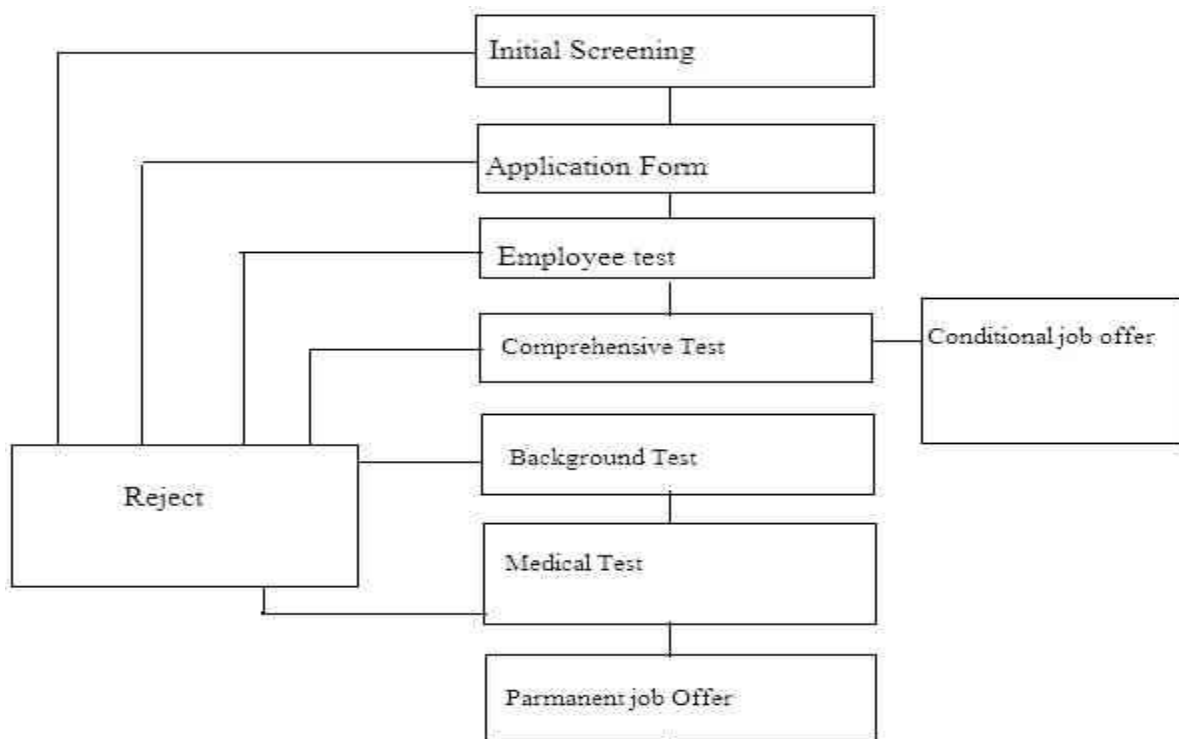 Initial Screening
Application Form
Employee test
Comprehensive Test
Conditional job offer
Background Test
Reject
Medical Test
Parmanent job Offer